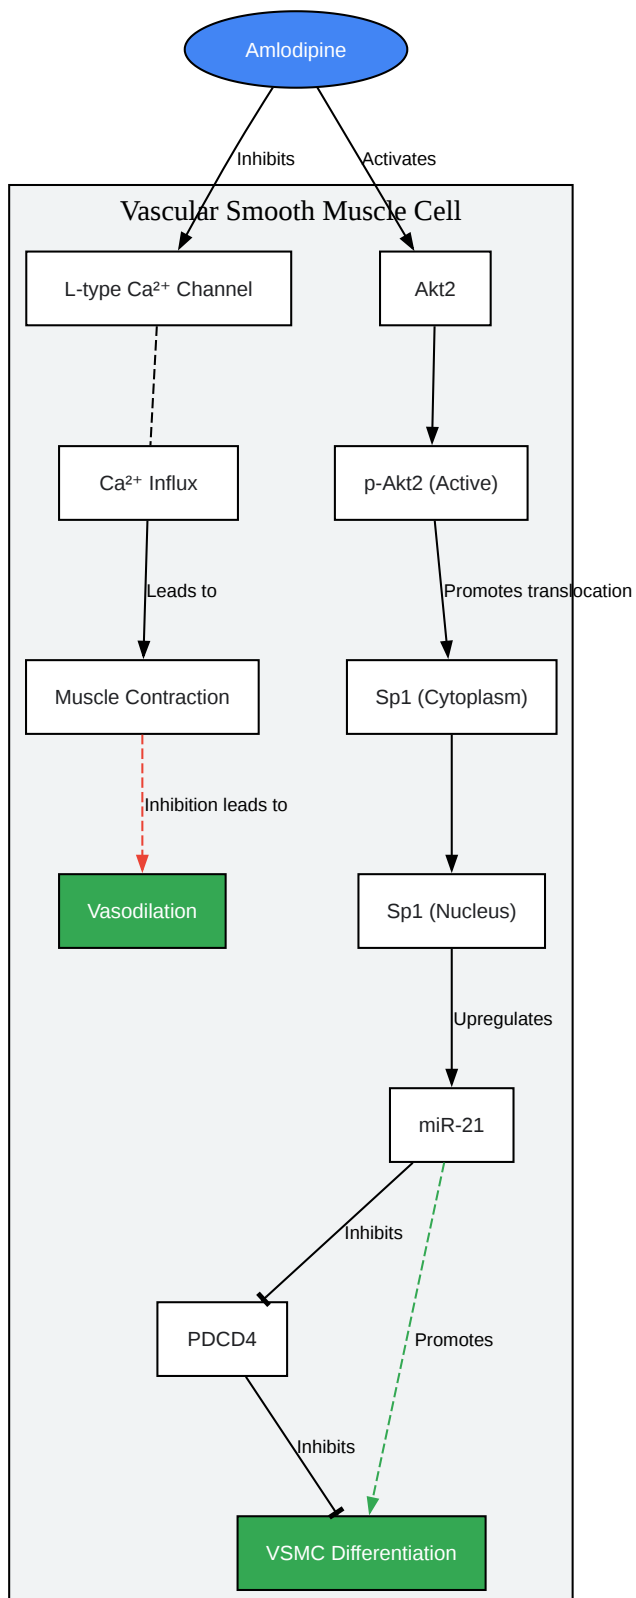 Amlodipine
Inhibits
Activates
Vascular Smooth Muscle Cell
L-type Ca²⁺ Channel
Akt2
Ca²⁺ Influx
p-Akt2 (Active)
Leads to
Promotes translocation
Muscle Contraction
Sp1 (Cytoplasm)
Inhibition leads to
Vasodilation
Sp1 (Nucleus)
Upregulates
miR-21
Inhibits
PDCD4
Promotes
Inhibits
VSMC Differentiation